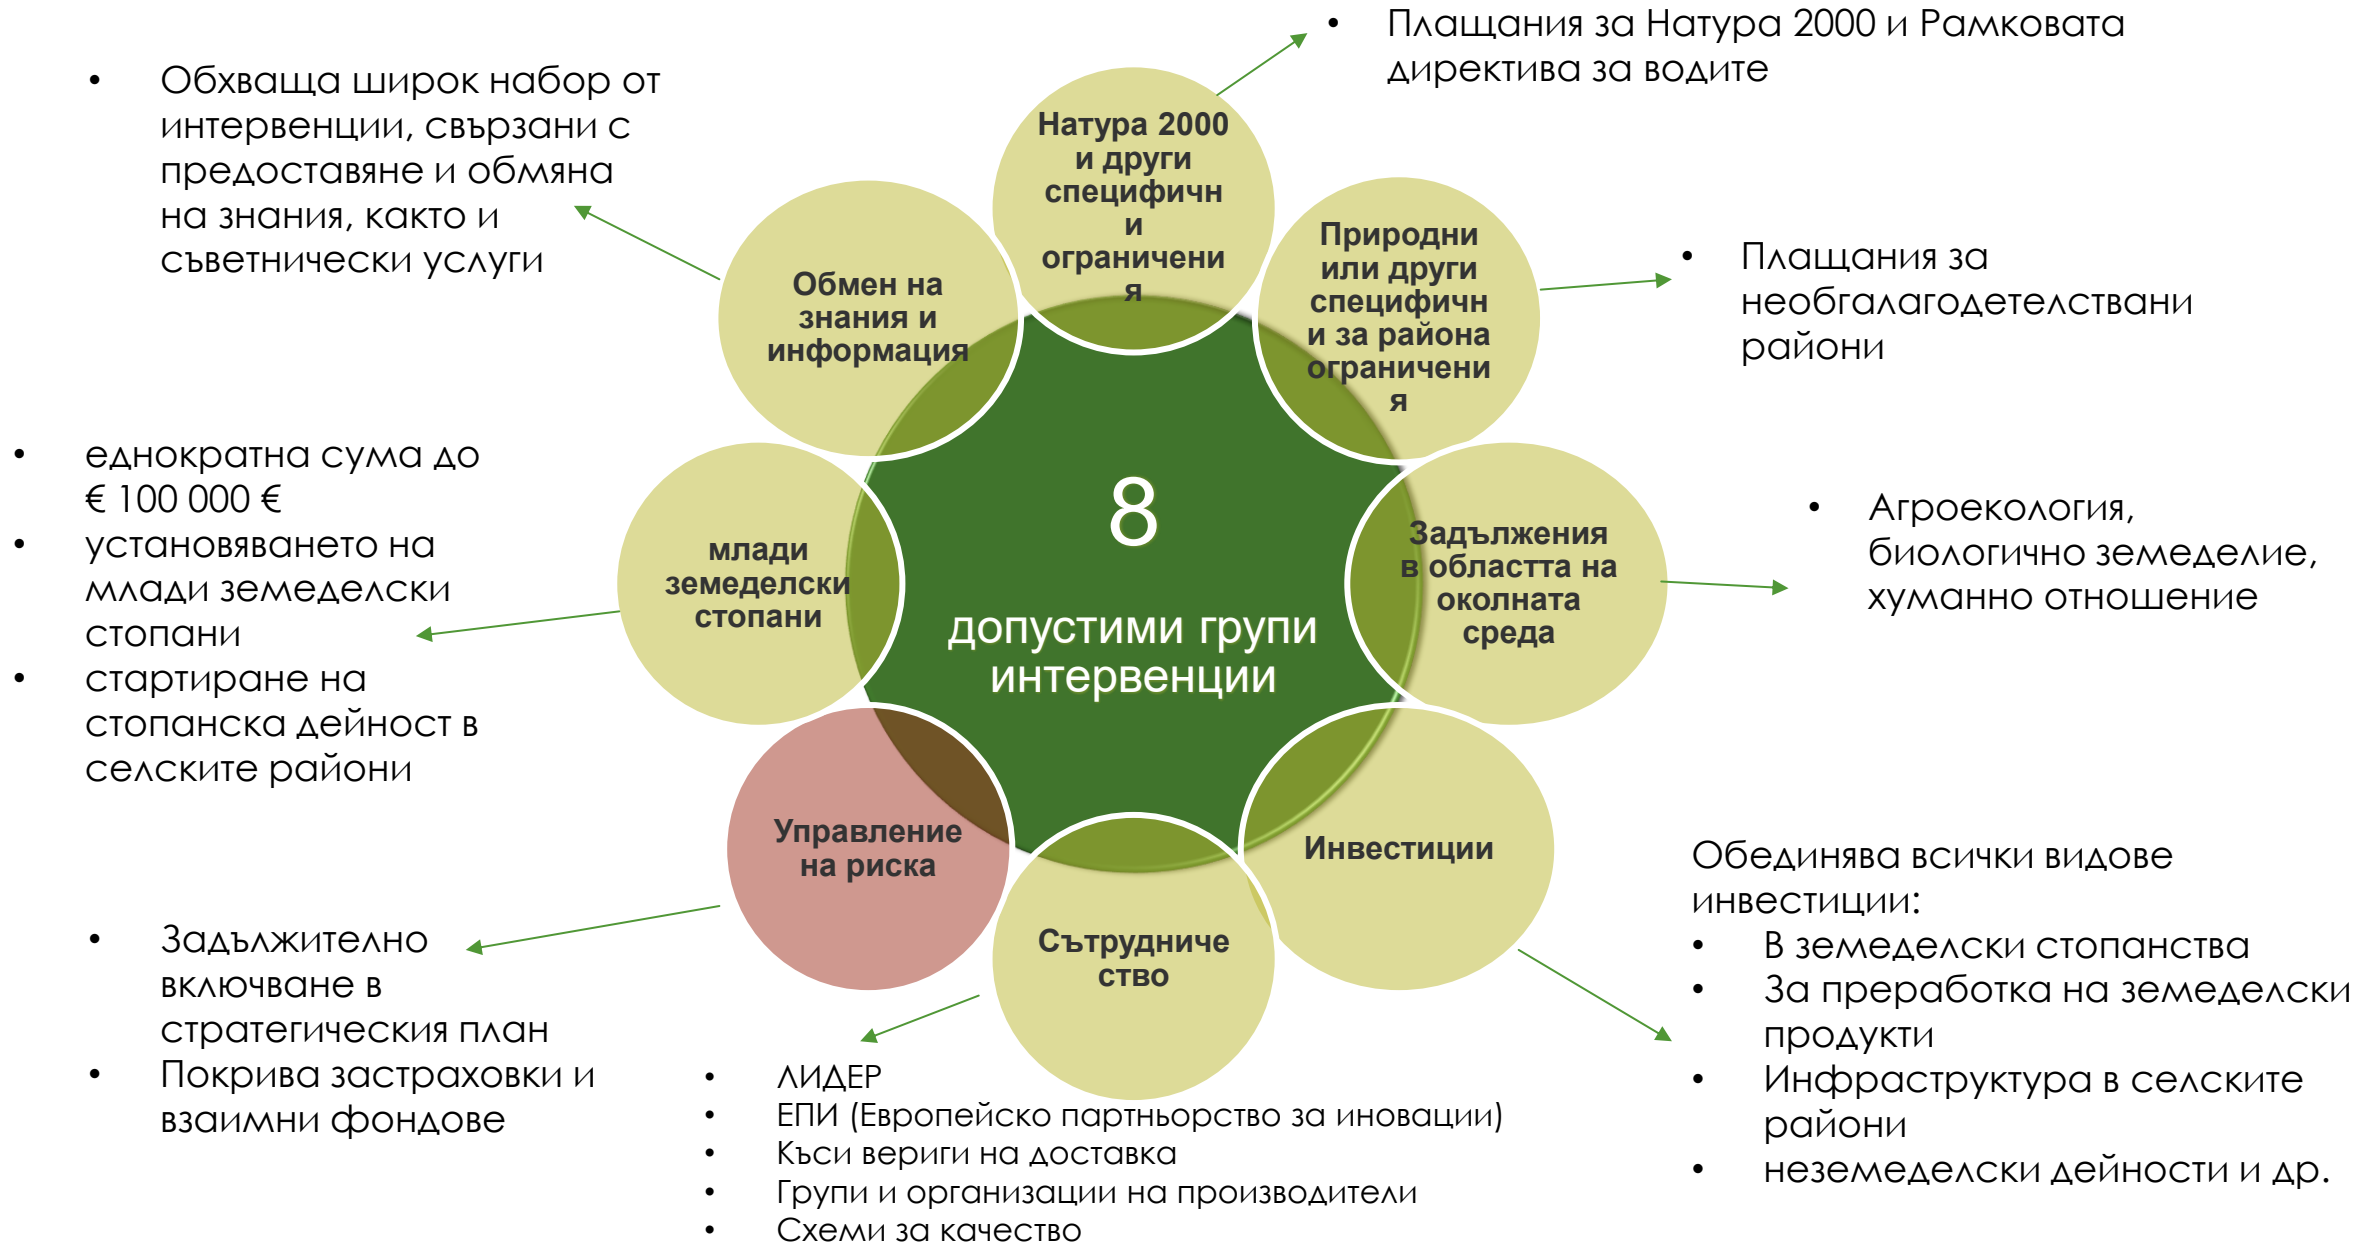 • Плащания за Натура 2000 и Рамковата
директива за водите
• Обхваща широк набор от
интервенции, свързани с
предоставяне и обмяна
на знания, както и
съветнически услуги
Натура 2000
и други
специфичн
и
ограничени
я
Природни
или други
специфичн
и за района
ограничени
я
• Плащания за
необгалагодетелствани
райони
Обмен на
знания и
информация
• еднократна сума до
€ 100 000 €
• установяването на
млади земеделски
стопани
• стартиране на
стопанска дейност в
селските райони
млади
земеделски
стопани
8
допустими групи
интервенции
Задължения
в областта на
околната
среда
• Агроекология,
биологично земеделие,
хуманно отношение
Управление
на риска
Сътрудниче
ство
Инвестиции
Обединява всички видове
инвестиции:
• В земеделски стопанства
• За преработка на земеделски
продукти
• Инфраструктура в селските
райони
• неземеделски дейности и др.
• Задължително
включване в
стратегическия план
• Покрива застраховки и
взаимни фондове
• ЛИДЕР
• ЕПИ (Европейско партньорство за иновации)
• Къси вериги на доставка
• Групи и организации на производители
• Схеми за качество